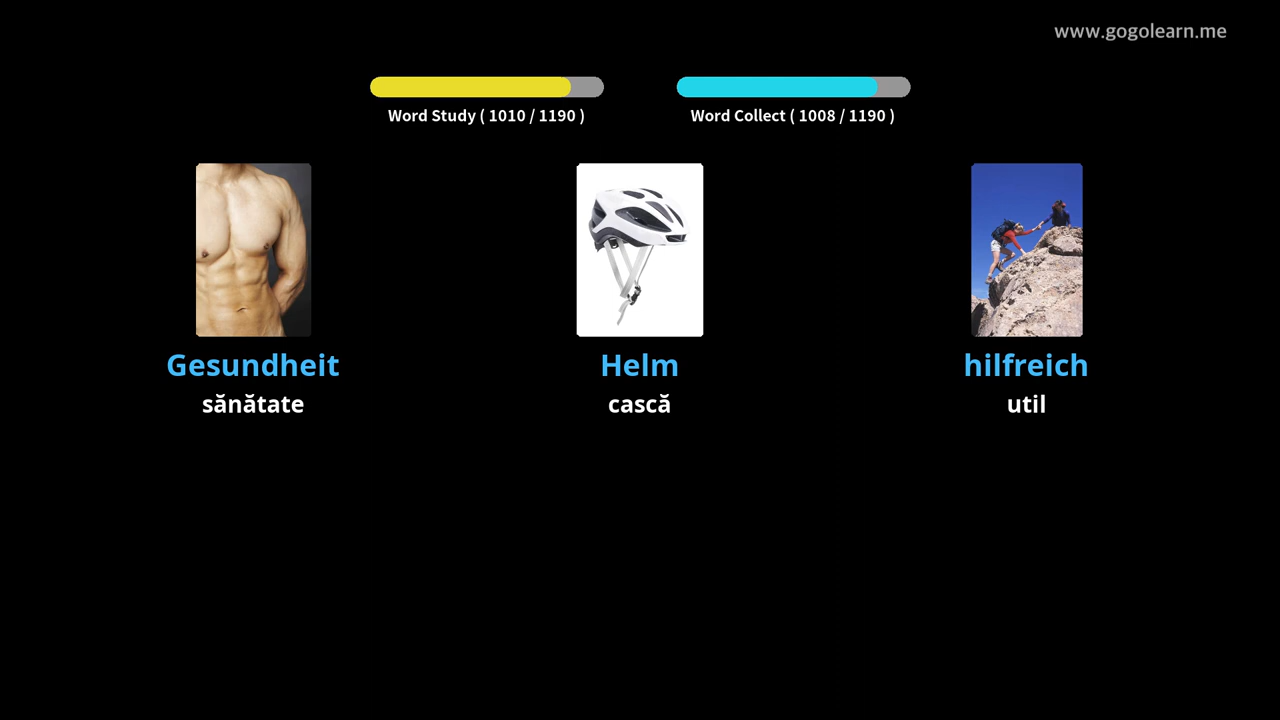 www.gogolearn.me
Word Study ( 1010 / 1190 )
Word Collect ( 1008 / 1190 )
Gesundheit
sănătate
Helm
cască
hilfreich
util